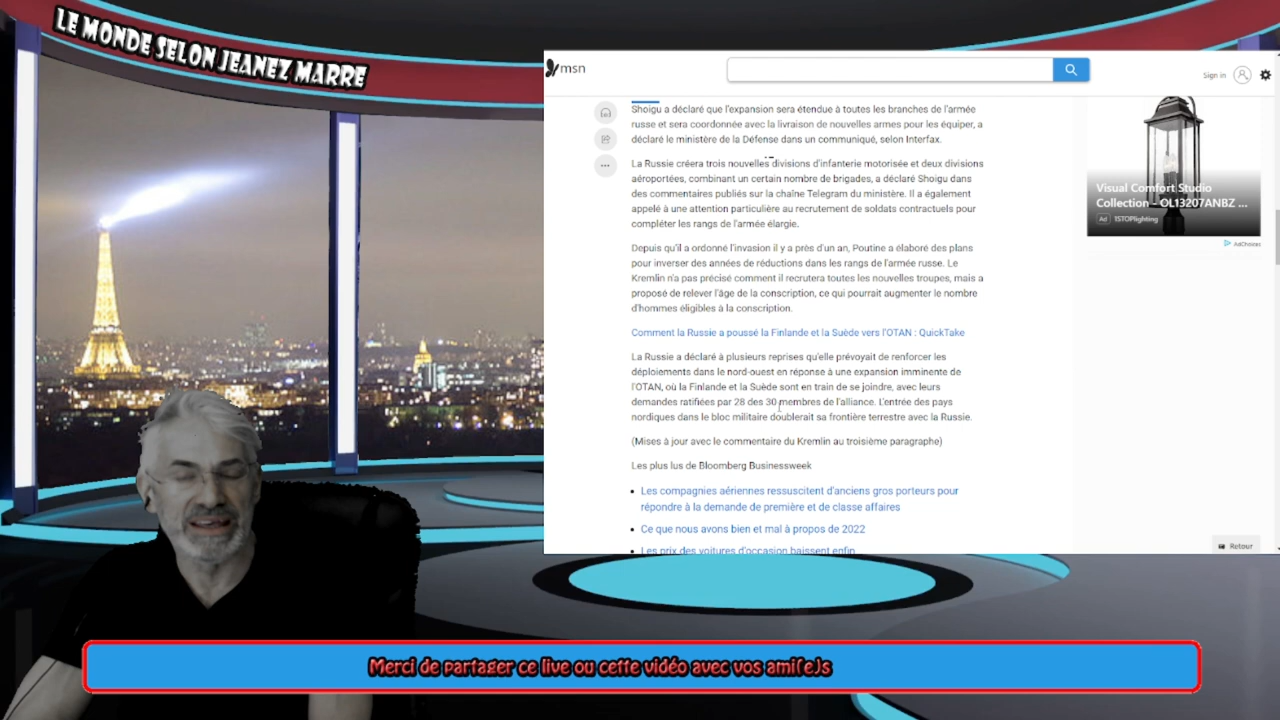 LE MONDE SELON JEANEZ MARRE
msn
Sign in
Shoigu a déclaré que l'expansion sera étendue à toutes les branches de l'armée
russe et sera coordonnée avec la livraison de nouvelles armes pour les équiper, a
déclaré le ministère de la Défense dans un communiqué, selon Interfax.
La Russie créera trois nouvelles divisions d'infanterie motorisée et deux divisions
aéroportées, combinant un certain nombre de brigades, a déclaré Shoigu dans
des commentaires publiés sur la chaîne Telegram du ministère. Il a également
appelé à une attention particulière au recrutement de soldats contractuels pour
compléter les rangs de l'armée élargie.
Depuis qu'il a ordonné l'invasion il y a près d'un an, Poutine a élaboré des plans
pour inverser des années de réductions dans les rangs de l'armée russe. Le
Kremlin n'a pas précisé comment il recrutera toutes les nouvelles troupes, mais a
proposé de relever l'âge de la conscription, ce qui pourrait augmenter le nombre
d'hommes éligibles à la conscription.
Comment la Russie a poussé la Finlande et la Suède vers l'OTAN : QuickTake
La Russie a déclaré à plusieurs reprises qu'elle prévoyait de renforcer les
déploiements dans le nord-ouest en réponse à une expansion imminente de
l'OTAN, où la Finlande et la Suède sont en train de se joindre, avec leurs
demandes ratifiées par 28 des 30 membres de l'alliance. L'entrée des pays
nordiques dans le bloc militaire doublerait sa frontière terrestre avec la Russie.
(Mises à jour avec le commentaire du Kremlin au troisième paragraphe)
Les plus lus de Bloomberg Businessweek
• Les compagnies aériennes ressuscitent d'anciens gros porteurs pour
répondre à la demande de première et de classe affaires
• Ce que nous avons bien et mal à propos de 2022
• Les prix des voitures d'occasion baissent enfin
Visual Comfort Studio
Collection - OL13207ANBZ ...
Ad 1STOPlighting
AdChoices
Retour
Merci de partager ce live ou cette vidéo avec vos ami(e)s